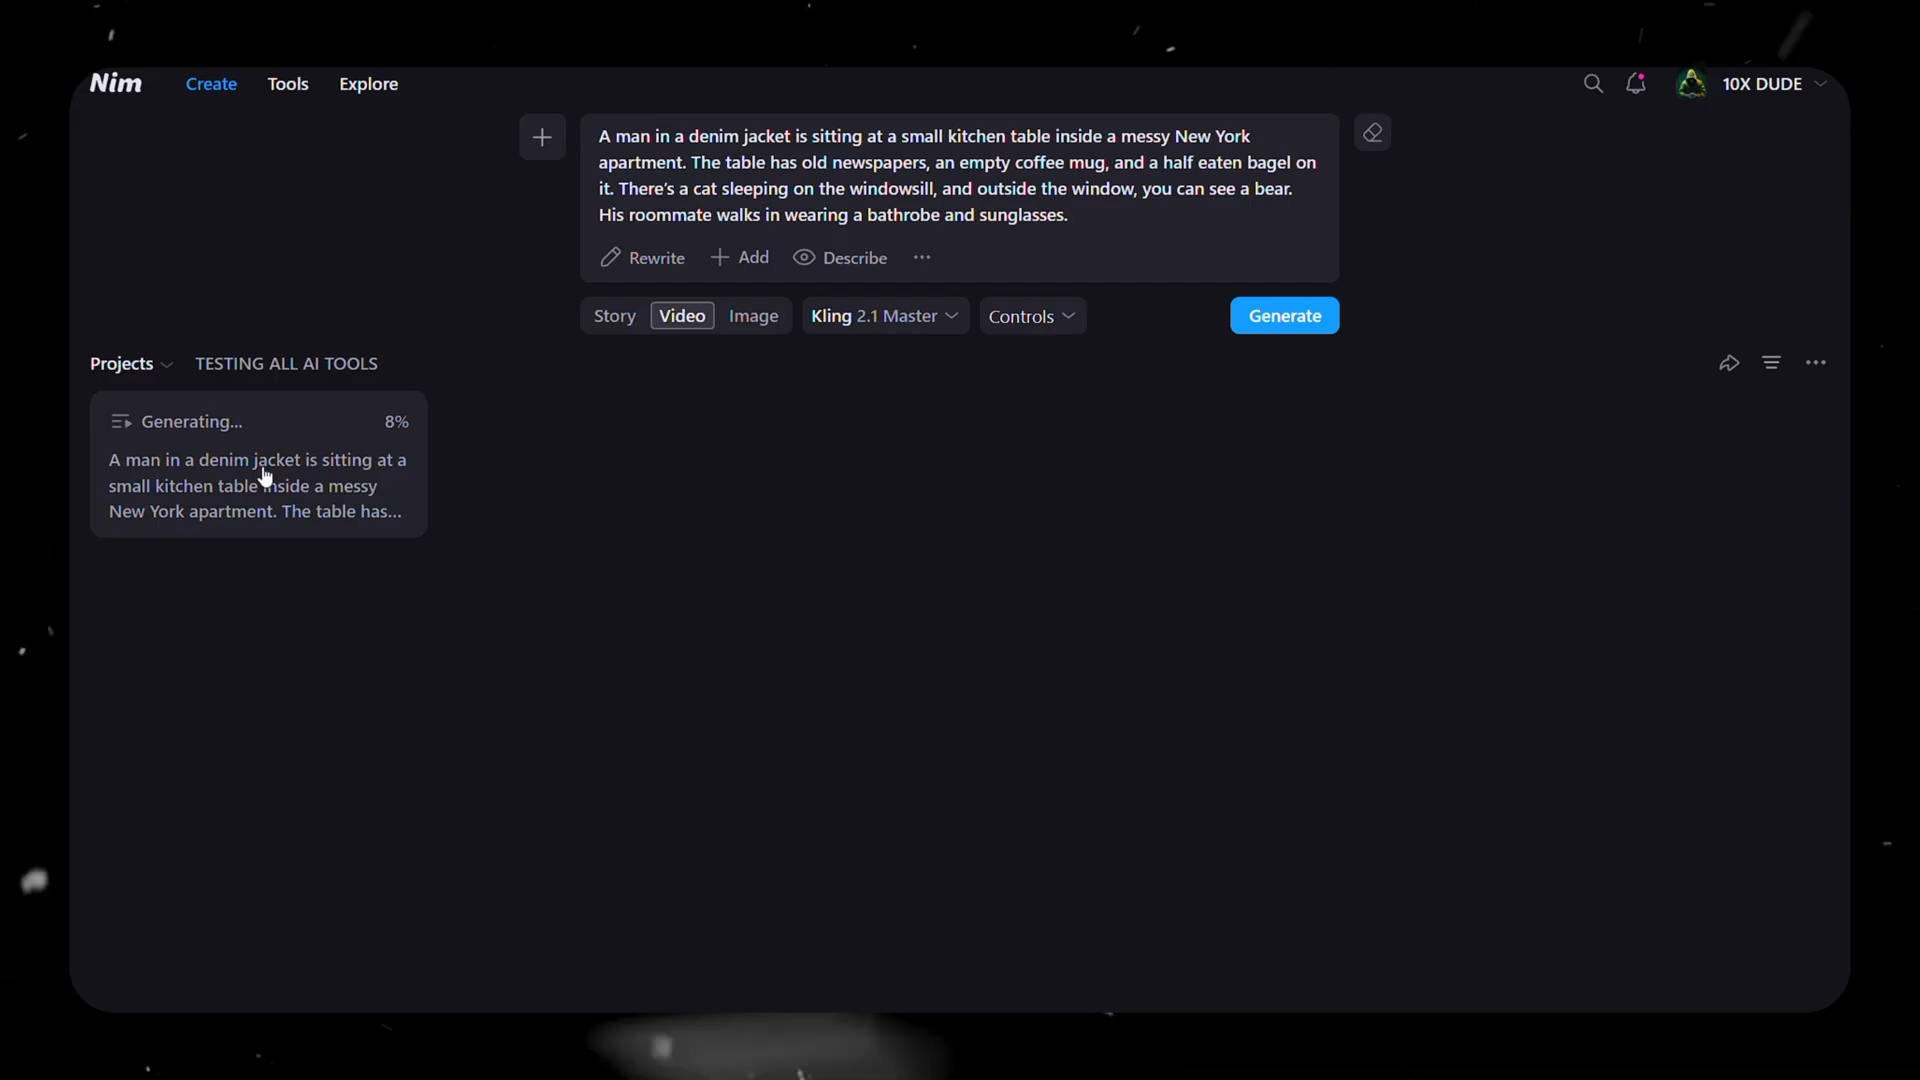 Nim Create Tools Explore 10X DUDE
A man in a denim jacket is sitting at a small kitchen table inside a messy New York
apartment. The table has old newspapers, an empty coffee mug, and a half eaten bagel on
it. There's a cat sleeping on the windowsill, and outside the window, you can see a bear.
His roommate walks in wearing a bathrobe and sunglasses.
Rewrite Add Describe
Story Video Image Kling 2.1 Master Controls Generate
Projects TESTING ALL AI TOOLS
Generating... 8%
A man in a denim jacket is sitting at a
small kitchen table inside a messy
New York apartment. The table has...